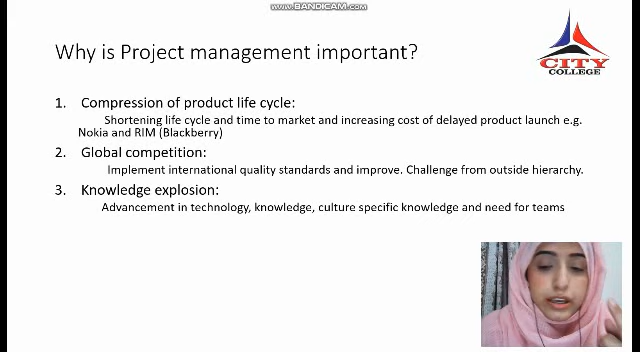 www.BANDICAM.com
Why is Project management important?
CITY
COLLEGE
1. Compression of product life cycle:
Shortening life cycle and time to market and increasing cost of delayed product launch e.g.
Nokia and RIM (Blackberry)
2. Global competition:
Implement international quality standards and improve. Challenge from outside hierarchy.
3. Knowledge explosion:
Advancement in technology, knowledge, culture specific knowledge and need for teams